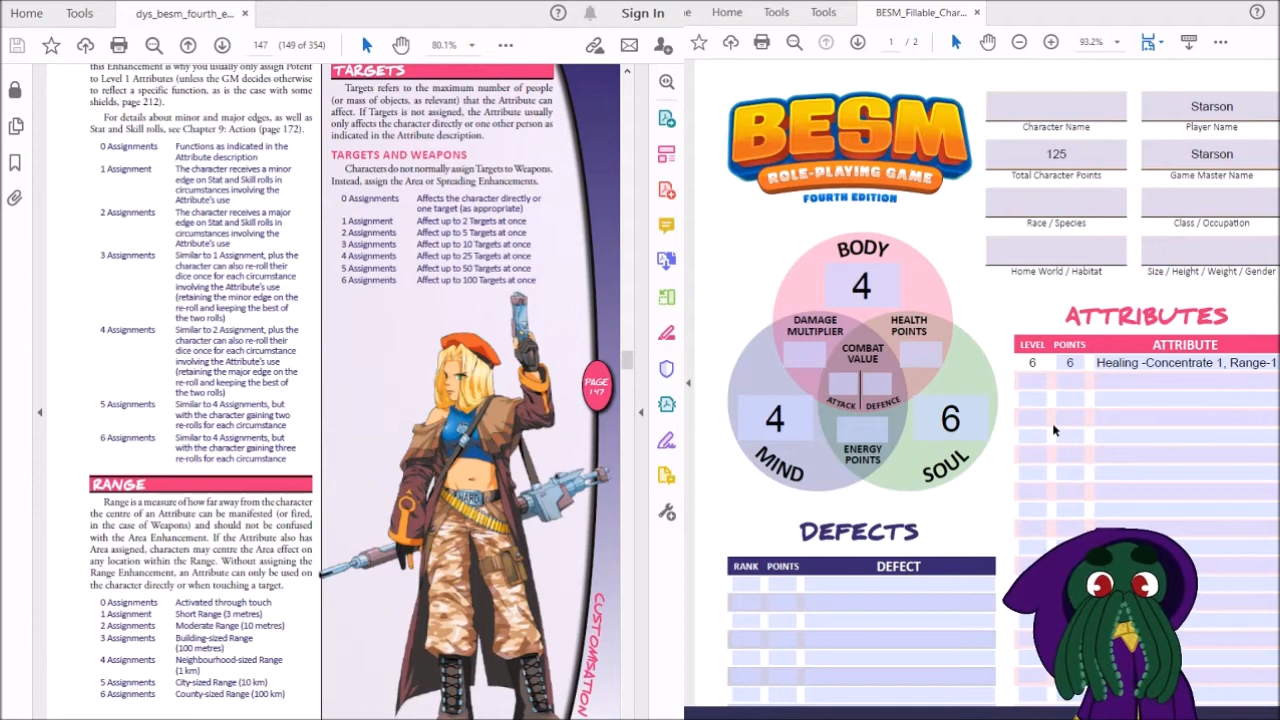 Home
Tools
dys_besm_fourth_e...
Sign In
147
(149 of 354)
80.1%
this Enhancement is why you usually only assign Potent
to Level 1 Attributes (unless the GM decides otherwise
to reflect a specific function, as is the case with some
shields, page 212).
For details about minor and major edges, as well as
Stat and Skill rolls, see Chapter 9: Action (page 172).
0 Assignments Functions as indicated in the
Attribute description
1 Assignment The character receives a minor
edge on Stat and Skill rolls in
circumstances involving the
Attribute's use
2 Assignments The character receives a major
edge on Stat and Skill rolls in
circumstances involving the
Attribute's use
3 Assignments Similar to 1 Assignment, plus the
character can also re-roll their
dice once for each circumstance
involving the Attribute's use
(retaining the minor edge on the
re-roll and keeping the best of
the two rolls)
4 Assignments Similar to 2 Assignment, plus the
character can also re-roll their
dice once for each circumstance
involving the Attribute's use
(retaining the major edge on the
re-roll and keeping the best of
the two rolls)
5 Assignments Similar to 4 Assignments, but
with the character gaining two
re-rolls for each circumstance
6 Assignments Similar to 4 Assignments, but
with the character gaining three
re-rolls for each circumstance
RANGE
Range is a measure of how far away from the character
the centre of an Attribute can be manifested (or fired,
in the case of Weapons) and should not be confused
with the Area Enhancement. If the Attribute also has
Area assigned, characters may centre the Area effect on
any location within the Range. Without assigning the
Range Enhancement, an Attribute can only be used on
the character directly or when touching a target.
0 Assignments Activated through touch
1 Assignment Short Range (3 metres)
2 Assignments Moderate Range (10 metres)
3 Assignments Building-sized Range
(100 metres)
4 Assignments Neighbourhood-sized Range
(1 km)
5 Assignments City-sized Range (10 km)
6 Assignments County-sized Range (100 km)
TARGETS
Targets refers to the maximum number of people
(or mass of objects, as relevant) that the Attribute can
affect. If Targets is not assigned, the Attribute usually
only affects the character directly or one other person as
indicated in the Attribute description.
TARGETS AND WEAPONS
Characters do not normally assign Targets to Weapons.
Instead, assign the Area or Spreading Enhancements.
0 Assignments Affects the character directly or
one target (as appropriate)
1 Assignment Affect up to 2 Targets at once
2 Assignments Affect up to 5 Targets at once
3 Assignments Affect up to 10 Targets at once
4 Assignments Affect up to 25 Targets at once
5 Assignments Affect up to 50 Targets at once
6 Assignments Affect up to 100 Targets at once
PAGE
147
CUSTOMISATION
Home
Tools
Tools
BESM_Fillable_Char...
1 / 2
93.2%
BESM
ROLE-PLAYING GAME
FOURTH EDITION
Starson
Character Name
Player Name
125
Starson
Total Character Points
Game Master Name
Race / Species
Class / Occupation
Home World / Habitat
Size / Height / Weight / Gender
BODY
4
DAMAGE
MULTIPLIER
HEALTH
POINTS
COMBAT
VALUE
ATTACK
DEFENCE
4
6
ENERGY
POINTS
MIND
SOUL
DEFECTS
RANK POINTS DEFECT
ATTRIBUTES
LEVEL POINTS ATTRIBUTE
6 6 Healing -Concentrate 1, Range-1